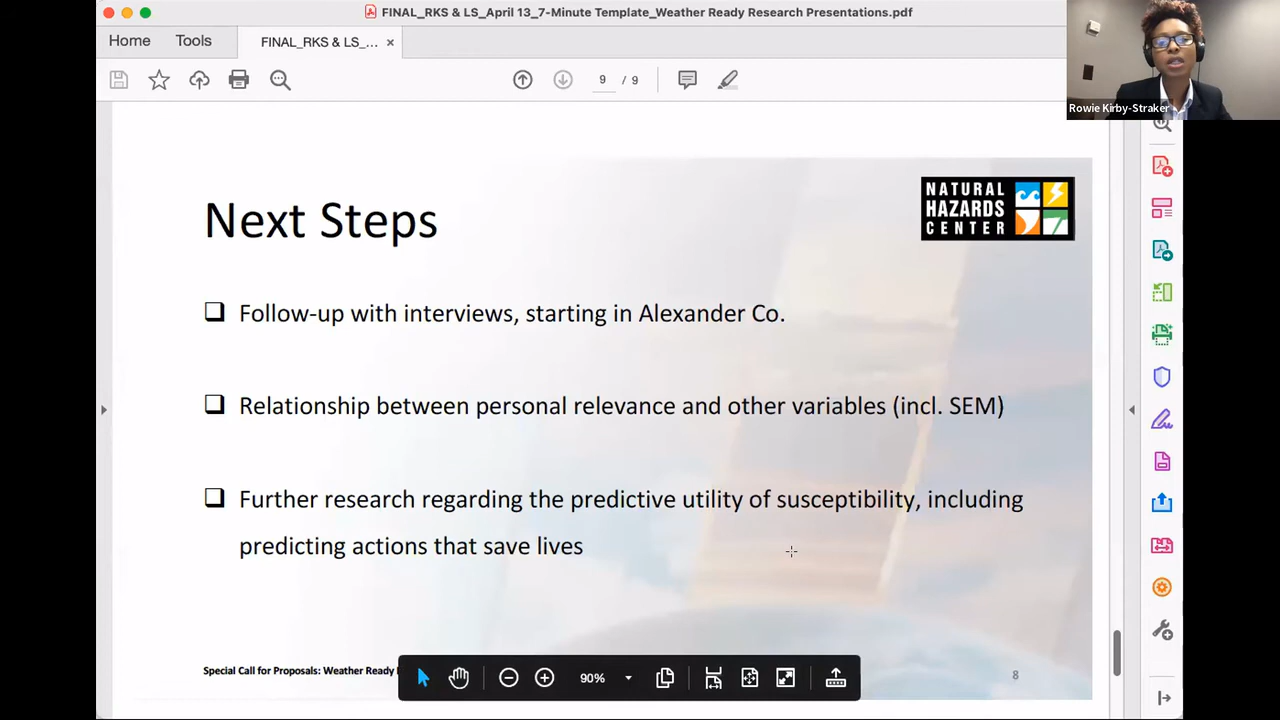 FINAL_RKS & LS_April 13_7-Minute Template_Weather Ready Research Presentations.pdf
Home Tools FINAL_RKS & LS_... ×
9 / 9
Rowie Kirby-Straker
NATURAL
HAZARDS
CENTER
Next Steps
Follow-up with interviews, starting in Alexander Co.
Relationship between personal relevance and other variables (incl. SEM)
Further research regarding the predictive utility of susceptibility, including
predicting actions that save lives
Special Call for Proposals: Weather Ready
8
90%